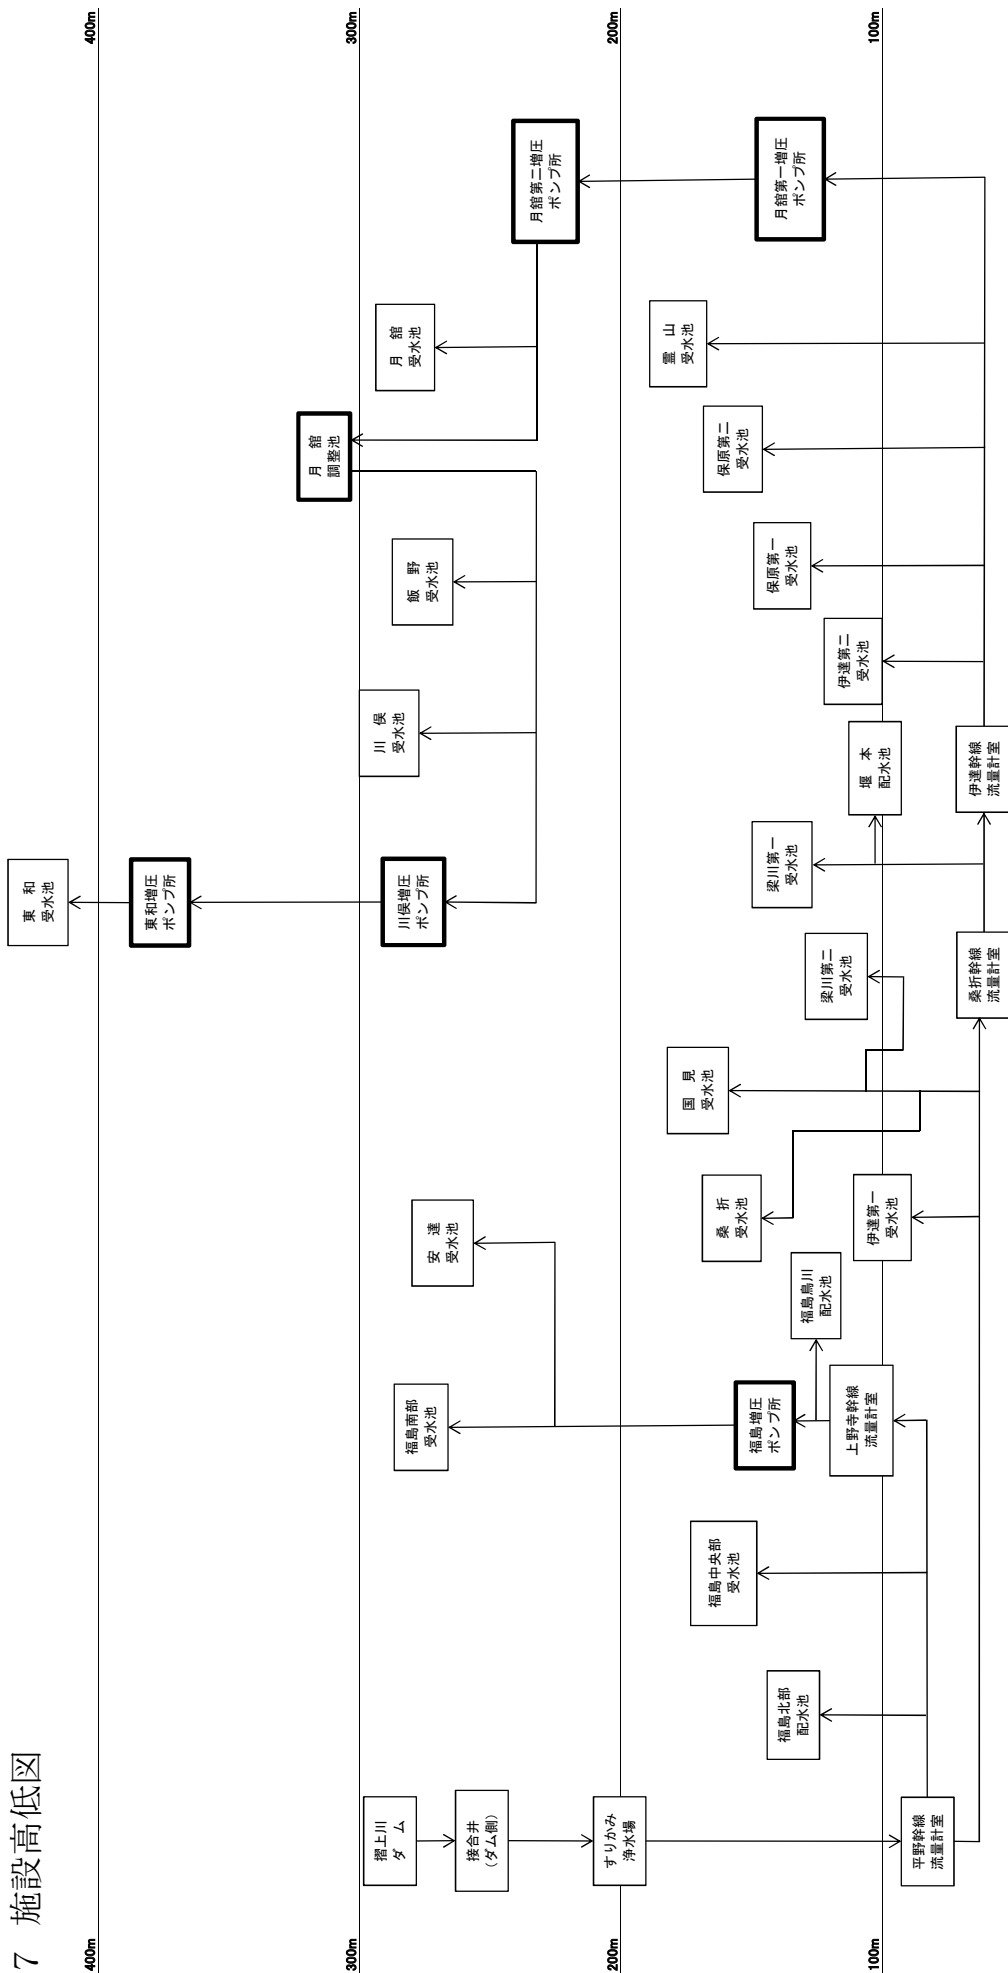 7 施設高低図
400m
400m
300m
300m
200m
200m
100m
100m
摺上川
ダム
接合井
(ダム側)
すりかみ
浄水場
平野幹線
流量計室
福島北部
配水池
福島中央部
受水池
福島南部
受水池
福島増圧
ポンプ所
上野寺幹線
流量計室
福島鳥川
配水池
安達
受水池
桑折
受水池
伊達第一
受水池
国見
受水池
梁川第二
受水池
桑折幹線
流量計室
東和
受水池
東和増圧
ポンプ所
川俣増圧
ポンプ所
梁川第一
受水池
堰本
配水池
伊達幹線
流量計室
川俣
受水池
伊達第二
受水池
飯野
受水池
保原第一
受水池
月舘
調整池
保原第二
受水池
月舘
受水池
霊山
受水池
月舘第二増圧
ポンプ所
月舘第一増圧
ポンプ所